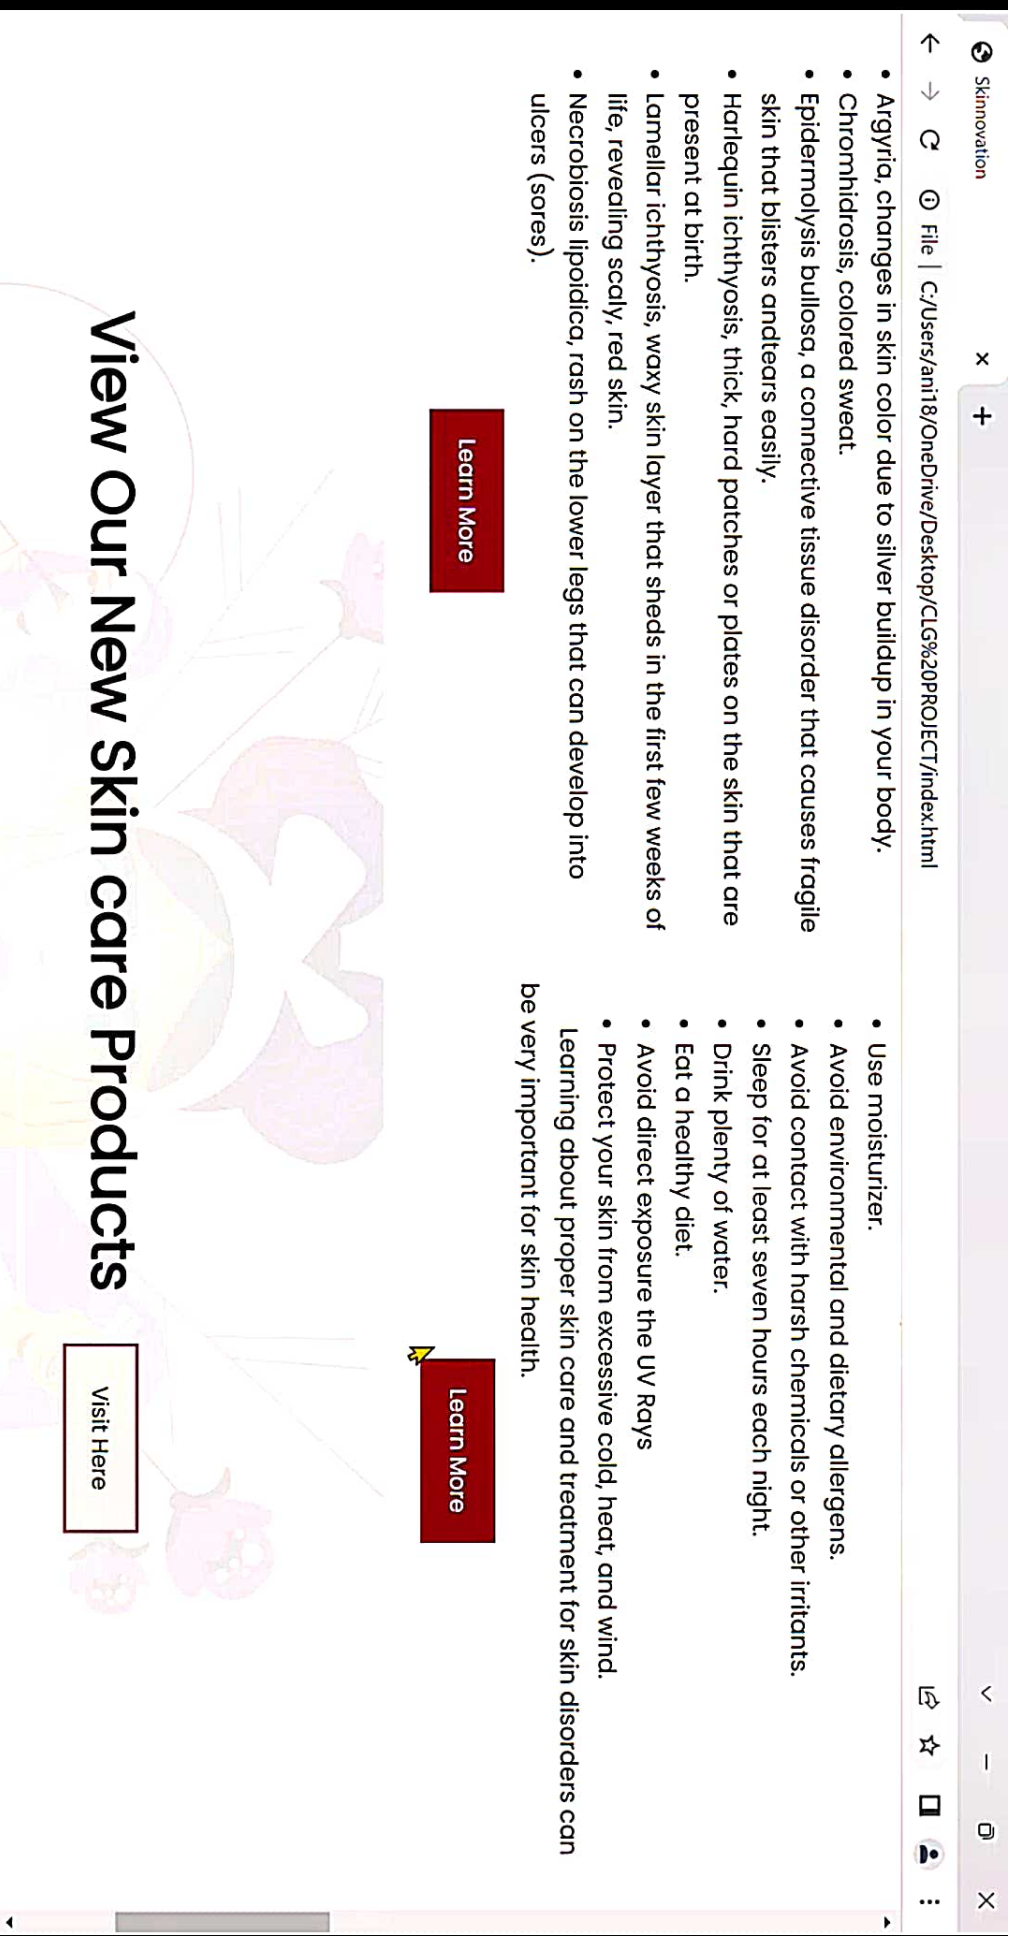 Skinnovation
File | C:/Users/ani18/OneDrive/Desktop/CLG%20PROJECT/index.html
• Argyria, changes in skin color due to silver buildup in your body.
• Chromhidrosis, colored sweat.
• Epidermolysis bullosa, a connective tissue disorder that causes fragile
skin that blisters andtears easily.
• Harlequin ichthyosis, thick, hard patches or plates on the skin that are
present at birth.
• Lamellar ichthyosis, waxy skin layer that sheds in the first few weeks of
life, revealing scaly, red skin.
• Necrobiosis lipoidica, rash on the lower legs that can develop into
ulcers (sores).
Learn More
• Use moisturizer.
• Avoid environmental and dietary allergens.
• Avoid contact with harsh chemicals or other irritants.
• Sleep for at least seven hours each night.
• Drink plenty of water.
• Eat a healthy diet.
• Avoid direct exposure the UV Rays
• Protect your skin from excessive cold, heat, and wind.
Learning about proper skin care and treatment for skin disorders can
be very important for skin health.
Learn More
View Our New Skin care Products
Visit Here